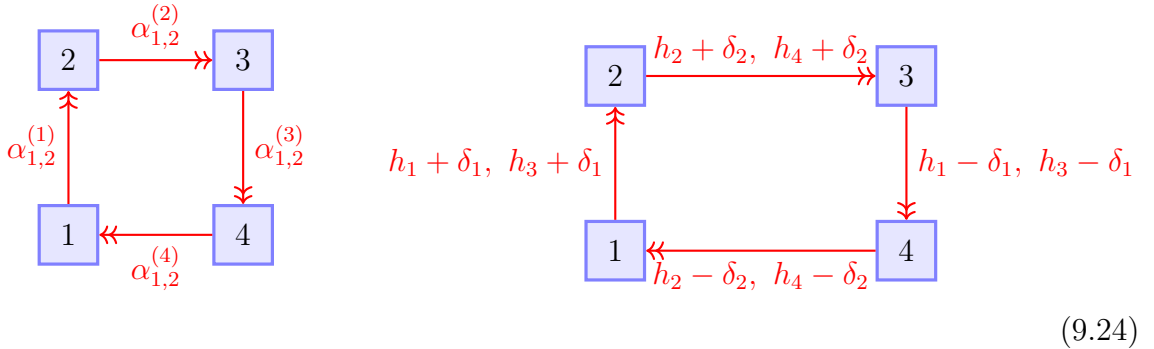 α_{1,2}^{(2)}
2 3
α_{1,2}^{(1)} α_{1,2}^{(3)}
1 4
α_{1,2}^{(4)}
h_2 + δ_2, h_4 + δ_2
2 3
h_1 + δ_1, h_3 + δ_1 h_1 − δ_1, h_3 − δ_1
1 4
h_2 − δ_2, h_4 − δ_2
(9.24)